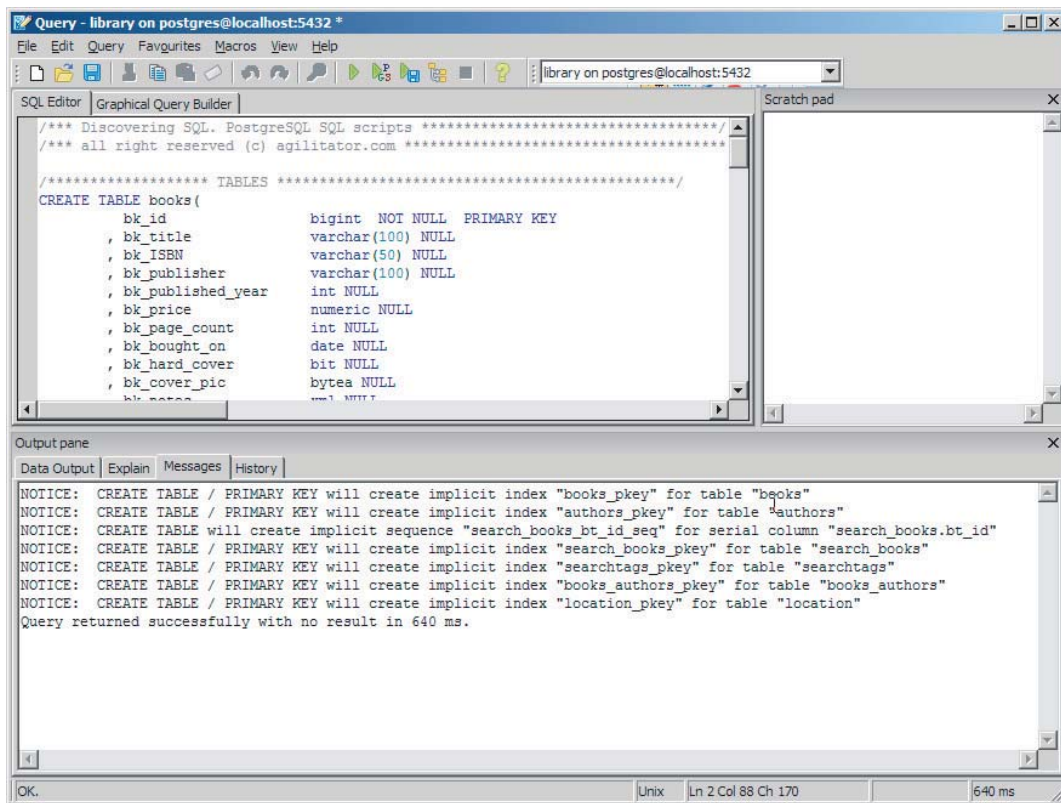 Query - library on postgres@localhost:5432 *
File Edit Query Favourites Macros View Help
library on postgres@localhost:5432
SQL Editor Graphical Query Builder
/*** Discovering SQL. PostgreSQL SQL scripts ***********************************/
/*** all right reserved (c) agilitator.com **************************************
/******************* TABLES ***********************************************/
CREATE TABLE books(
bk_id bigint NOT NULL PRIMARY KEY
, bk_title varchar(100) NULL
, bk_ISBN varchar(50) NULL
, bk_publisher varchar(100) NULL
, bk_published_year int NULL
, bk_price numeric NULL
, bk_page_count int NULL
, bk_bought_on date NULL
, bk_hard_cover bit NULL
, bk_cover_pic bytea NULL
, bk_notes xml NULL
Scratch pad
Output pane
Data Output Explain Messages History
NOTICE: CREATE TABLE / PRIMARY KEY will create implicit index "books_pkey" for table "books"
NOTICE: CREATE TABLE / PRIMARY KEY will create implicit index "authors_pkey" for table "authors"
NOTICE: CREATE TABLE will create implicit sequence "search_books_bt_id_seq" for serial column "search_books.bt_id"
NOTICE: CREATE TABLE / PRIMARY KEY will create implicit index "search_books_pkey" for table "search_books"
NOTICE: CREATE TABLE / PRIMARY KEY will create implicit index "searchtags_pkey" for table "searchtags"
NOTICE: CREATE TABLE / PRIMARY KEY will create implicit index "books_authors_pkey" for table "books_authors"
NOTICE: CREATE TABLE / PRIMARY KEY will create implicit index "location_pkey" for table "location"
Query returned successfully with no result in 640 ms.
OK. Unix Ln 2 Col 88 Ch 170 640 ms